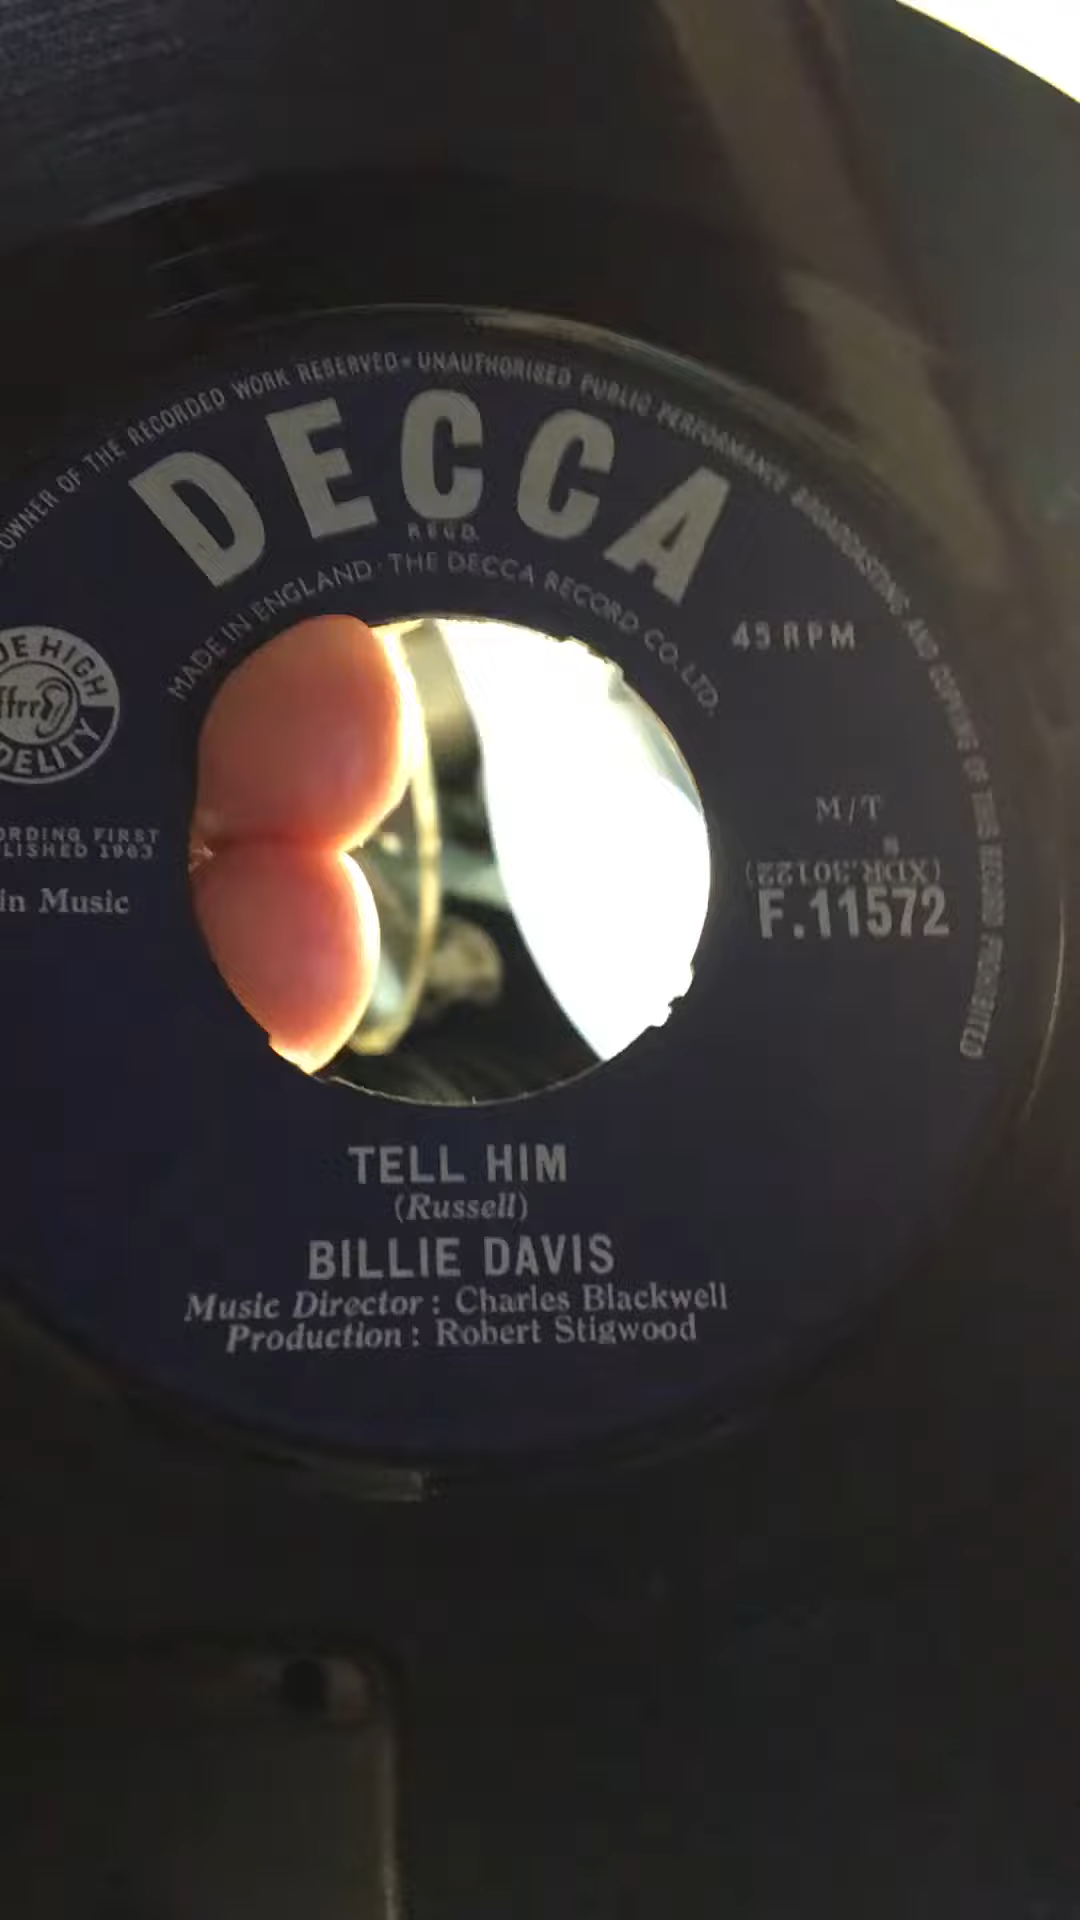 OWNER OF THE RECORDED WORK RESERVED • UNAUTHORISED PUBLIC PERFORMANCE BROADCASTING AND COPYING OF THIS RECORD PROHIBITED
DECCA
REGD.
MADE IN ENGLAND · THE DECCA RECORD CO. LTD.
45 RPM
HIGH
ffrr
M/T
RDING FIRST
LISHED 1963
(XDR.30122)
in Music
F.11572
TELL HIM
(Russell)
BILLIE DAVIS
Music Director : Charles Blackwell
Production : Robert Stigwood